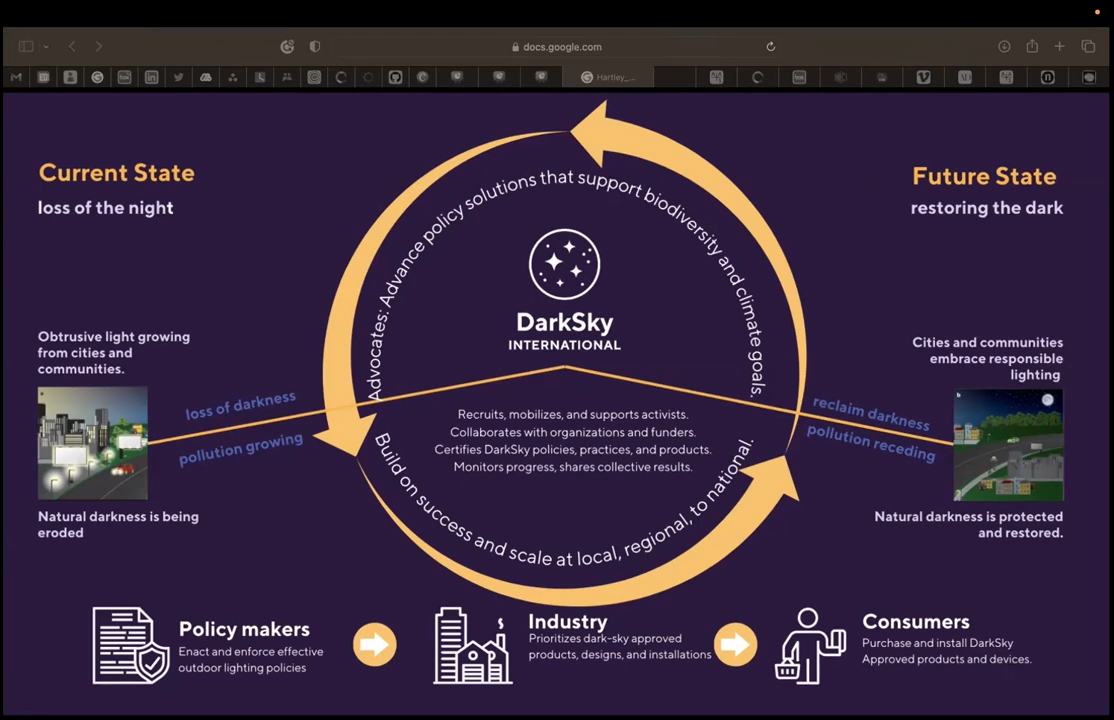 docs.google.com
Hartley_...
Current State
loss of the night
Future State
restoring the dark
Advocates: Advance policy solutions that support biodiversity and climate goals.
DarkSky
INTERNATIONAL
Obtrusive light growing
from cities and
communities.
loss of darkness
pollution growing
Natural darkness is being
eroded
Recruits, mobilizes, and supports activists.
Collaborates with organizations and funders.
Certifies DarkSky policies, practices, and products.
Monitors progress, shares collective results.
Build on success and scale at local, regional, to national.
Cities and communities
embrace responsible
lighting
reclaim darkness
pollution receding
Natural darkness is protected
and restored.
Policy makers
Enact and enforce effective
outdoor lighting policies
Industry
Prioritizes dark-sky approved
products, designs, and installations
Consumers
Purchase and install DarkSky
Approved products and devices.